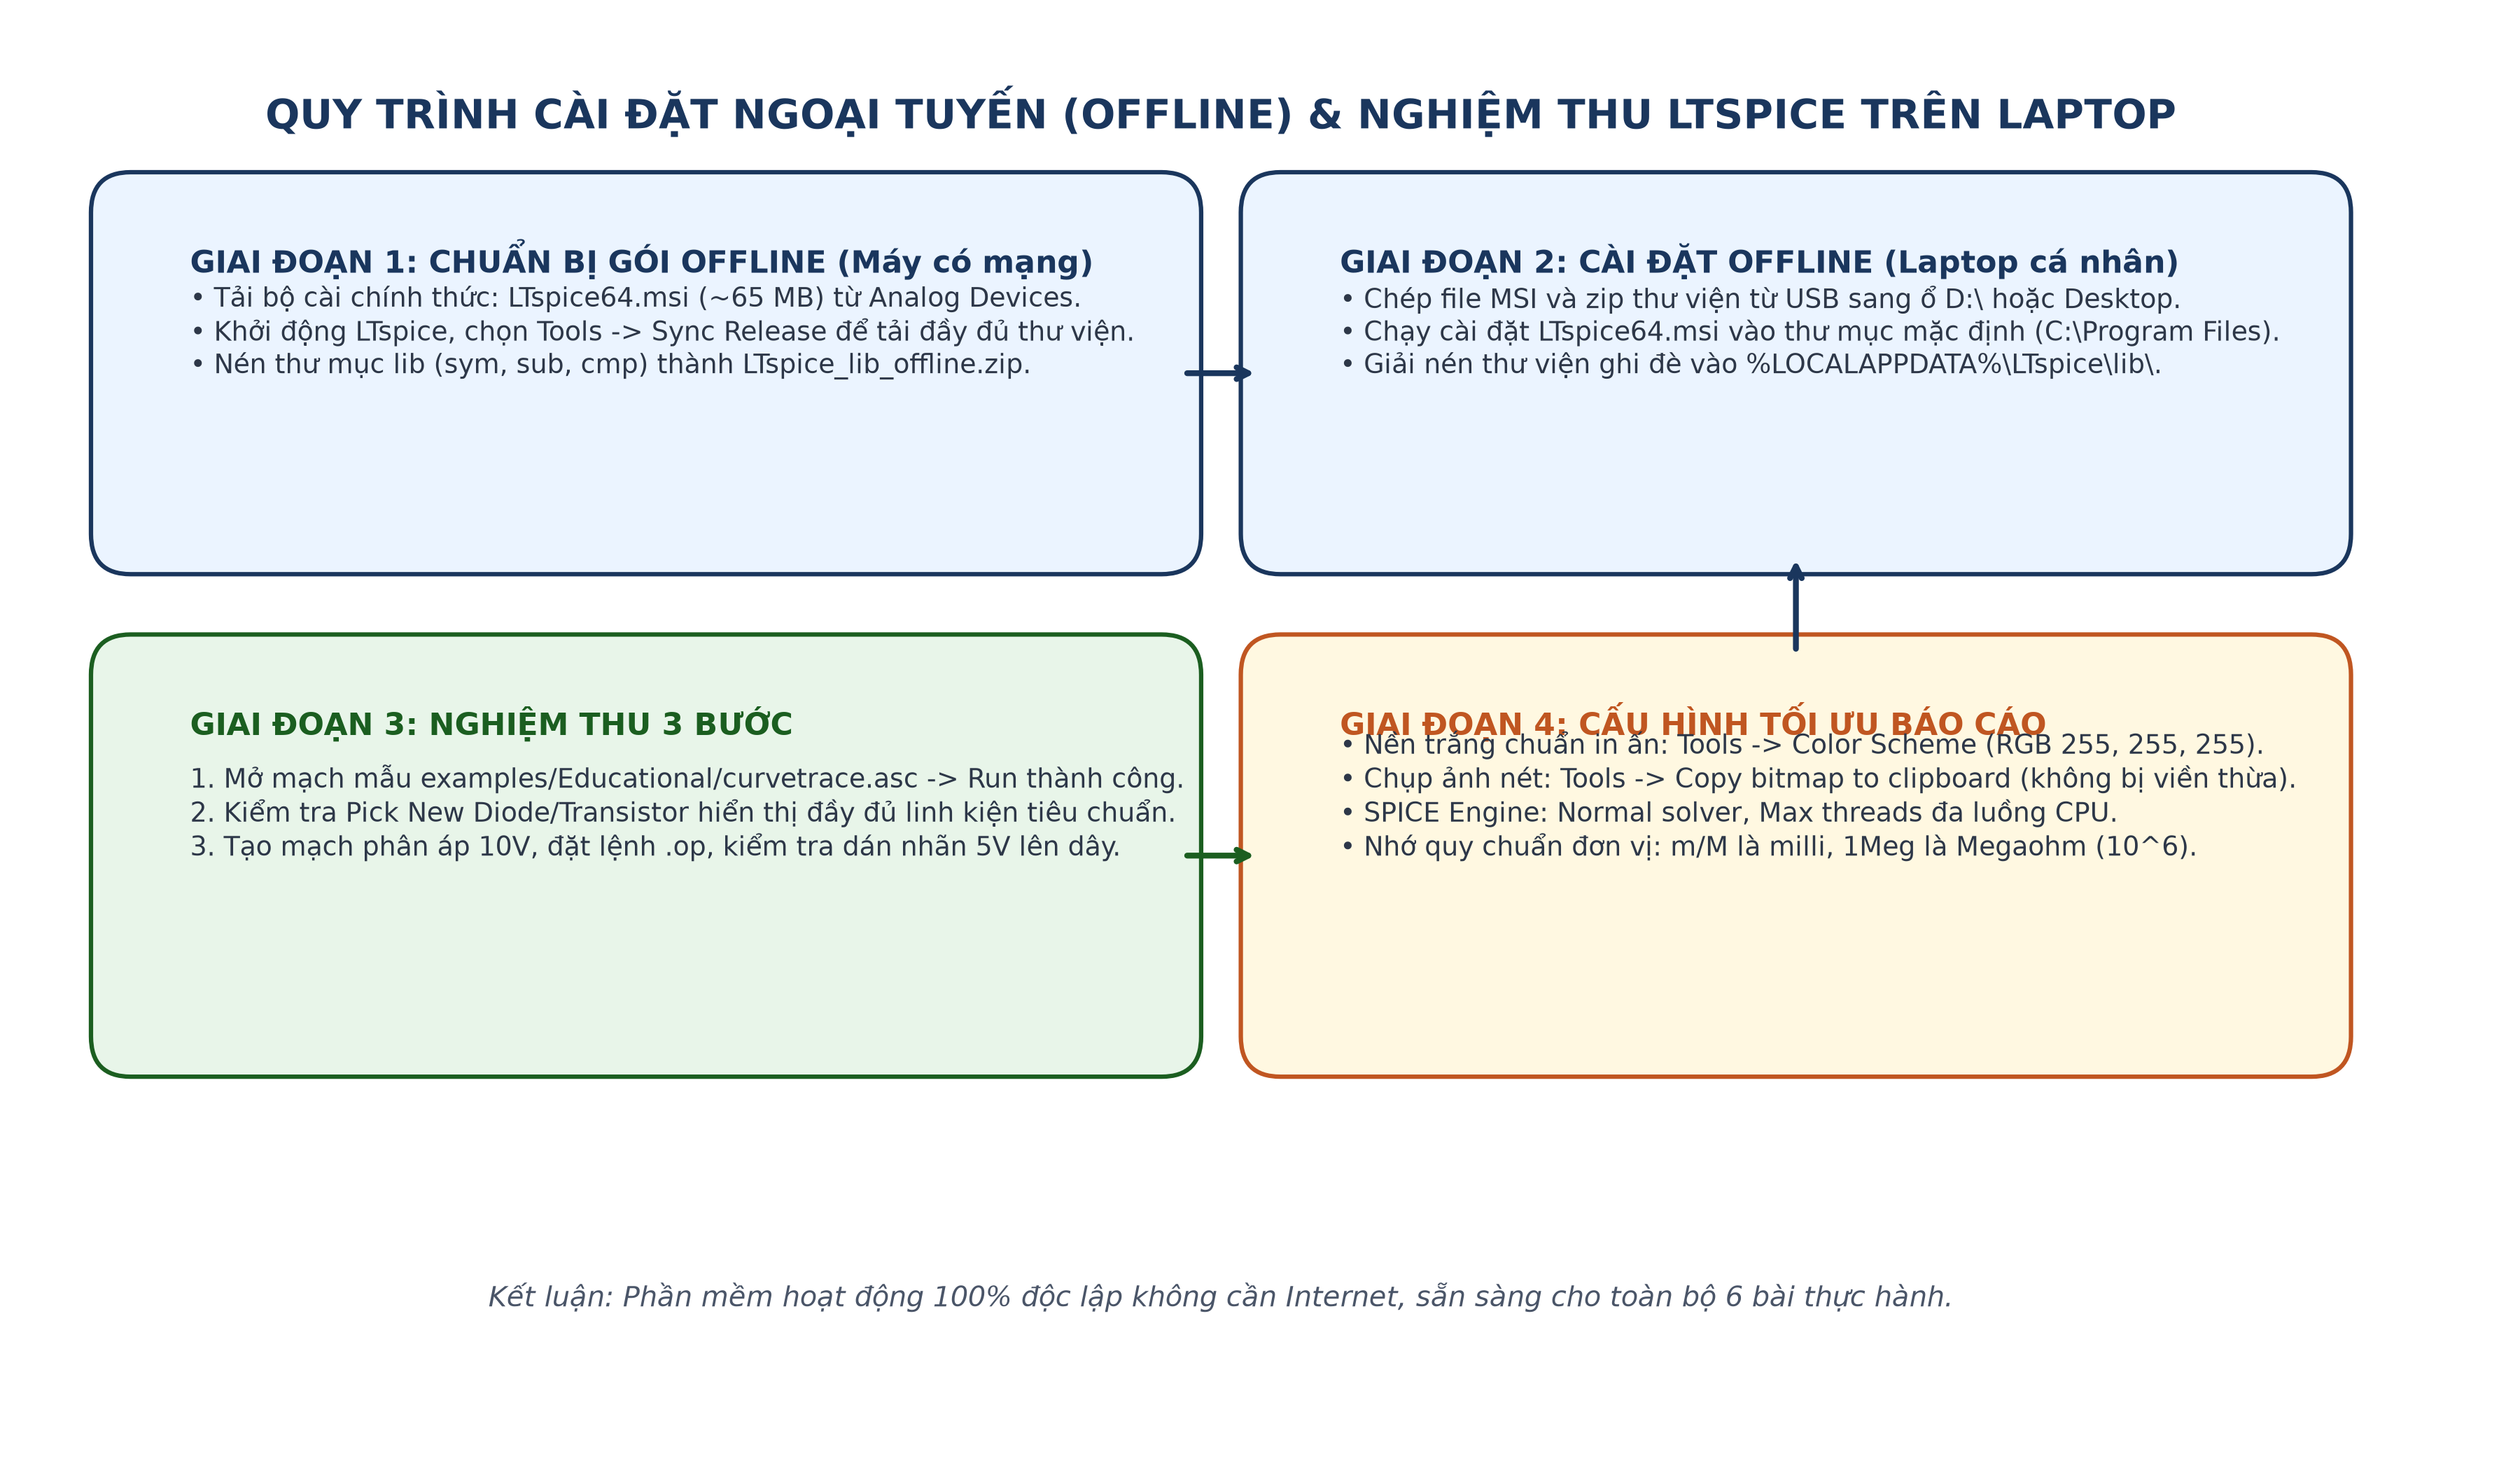 QUY TRÌNH CÀI ĐẶT NGOẠI TUYẾN (OFFLINE) & NGHIỆM THU LTSPICE TRÊN LAPTOP
GIAI ĐOẠN 1: CHUẨN BỊ GÓI OFFLINE (Máy có mạng)
• Tải bộ cài chính thức: LTspice64.msi (~65 MB) từ Analog Devices.
• Khởi động LTspice, chọn Tools -> Sync Release để tải đầy đủ thư viện.
• Nén thư mục lib (sym, sub, cmp) thành LTspice_lib_offline.zip.
GIAI ĐOẠN 2: CÀI ĐẶT OFFLINE (Laptop cá nhân)
• Chép file MSI và zip thư viện từ USB sang ổ D:\ hoặc Desktop.
• Chạy cài đặt LTspice64.msi vào thư mục mặc định (C:\Program Files).
• Giải nén thư viện ghi đè vào %LOCALAPPDATA%\LTspice\lib\.
GIAI ĐOẠN 3: NGHIỆM THU 3 BƯỚC
1. Mở mạch mẫu examples/Educational/curvetrace.asc -> Run thành công.
2. Kiểm tra Pick New Diode/Transistor hiển thị đầy đủ linh kiện tiêu chuẩn.
3. Tạo mạch phân áp 10V, đặt lệnh .op, kiểm tra dán nhãn 5V lên dây.
GIAI ĐOẠN 4: CẤU HÌNH TỐI ƯU BÁO CÁO
• Nền trắng chuẩn in ấn: Tools -> Color Scheme (RGB 255, 255, 255).
• Chụp ảnh nét: Tools -> Copy bitmap to clipboard (không bị viền thừa).
• SPICE Engine: Normal solver, Max threads đa luồng CPU.
• Nhớ quy chuẩn đơn vị: m/M là milli, 1Meg là Megaohm (10^6).
Kết luận: Phần mềm hoạt động 100% độc lập không cần Internet, sẵn sàng cho toàn bộ 6 bài thực hành.